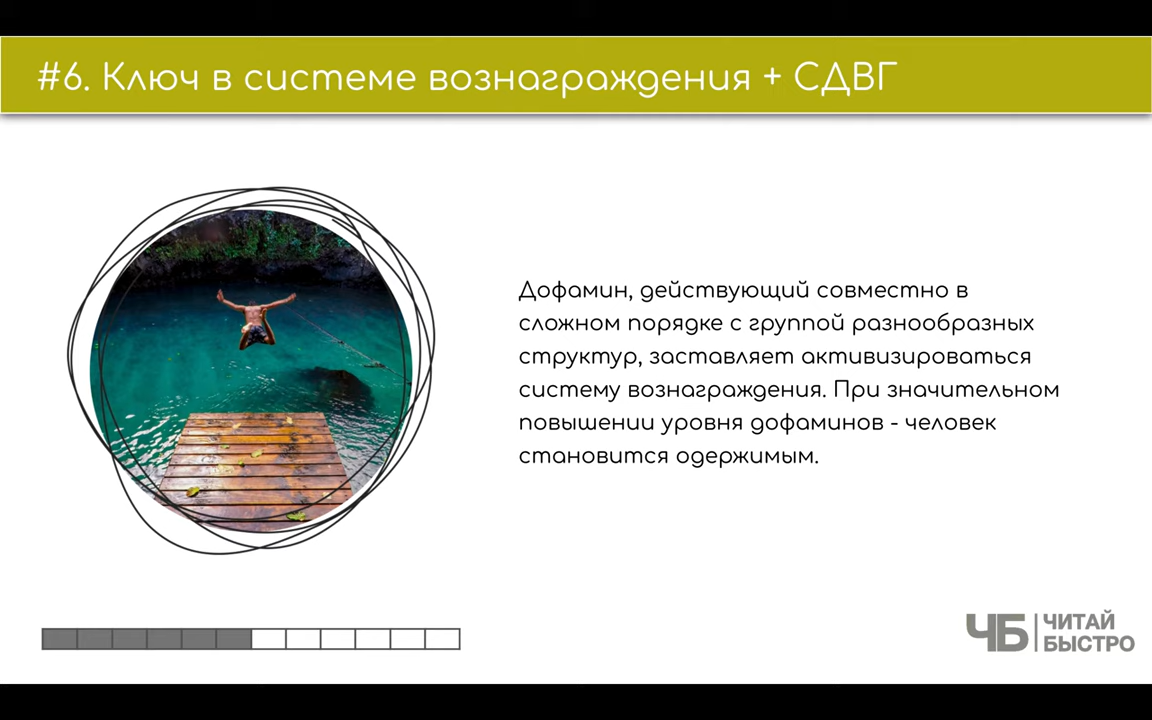 #6. Ключ в системе вознаграждения + СДВГ
Дофамин, действующий совместно в
сложном порядке с группой разнообразных
структур, заставляет активизироваться
систему вознаграждения. При значительном
повышении уровня дофаминов - человек
становится одержимым.
ЧБ
ЧИТАЙ
БЫСТРО